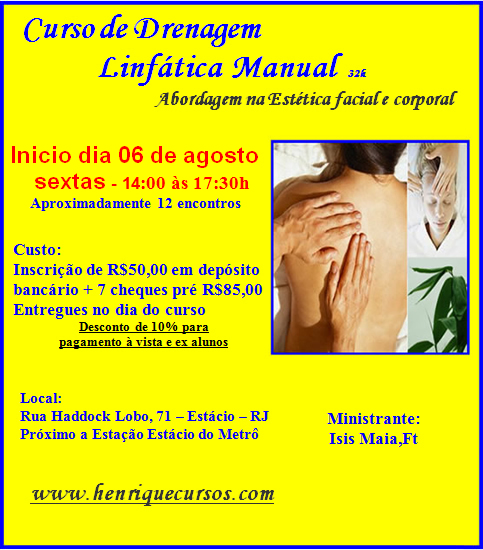 Curso de Drenagem
Linfática Manual 32h
Abordagem na Estética facial e corporal
Inicio dia 06 de agosto
sextas - 14:00 às 17:30h
Aproximadamente 12 encontros
Custo:
Inscrição de R$50,00 em depósito
bancário + 7 cheques pré R$85,00
Entregues no dia do curso
Desconto de 10% para
pagamento à vista e ex alunos
Local:
Rua Haddock Lobo, 71 – Estácio – RJ
Próximo a Estação Estácio do Metrô
Ministrante:
Isis Maia,Ft
www.henriquecursos.com